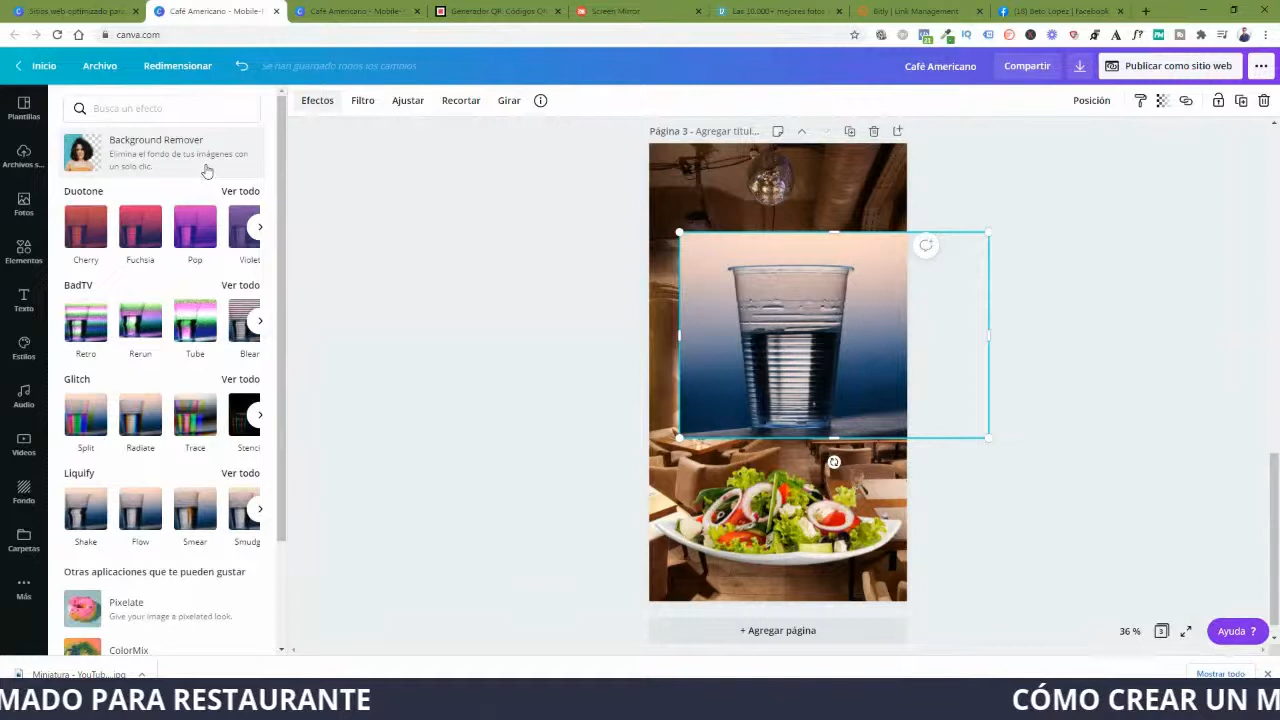 Sitios web optimizado para
Café Americano - Mobile-F
Café Americano - Mobile-
Generador QR: Códigos QR
Screen Mirror
Las 10.000+ mejores fotos
Bitly | Link Management
(18) Beto Lopez | Facebook
canva.com
Inicio
Archivo
Redimensionar
Se han guardado todos los cambios
Café Americano
Compartir
Publicar como sitio web
Busca un efecto
Efectos
Filtro
Ajustar
Recortar
Girar
Posición
Plantillas
Archivos s...
Fotos
Elementos
Texto
Estilos
Audio
Videos
Fondo
Carpetas
Más
Background Remover
Elimina el fondo de tus imágenes con
un solo clic.
Duotone
Ver todo
Cherry
Fuchsia
Pop
Violet
BadTV
Ver todo
Retro
Rerun
Tube
Blear
Glitch
Ver todo
Split
Radiate
Trace
Stenci
Liquify
Ver todo
Shake
Flow
Smear
Smudg
Otras aplicaciones que te pueden gustar
Pixelate
Give your image a pixelated look.
ColorMix
Página 3 - Agregar títul...
+ Agregar página
36 %
3
Ayuda ?
Miniatura - YouTub....jpg
Mostrar todo
MADO PARA RESTAURANTE
CÓMO CREAR UN M